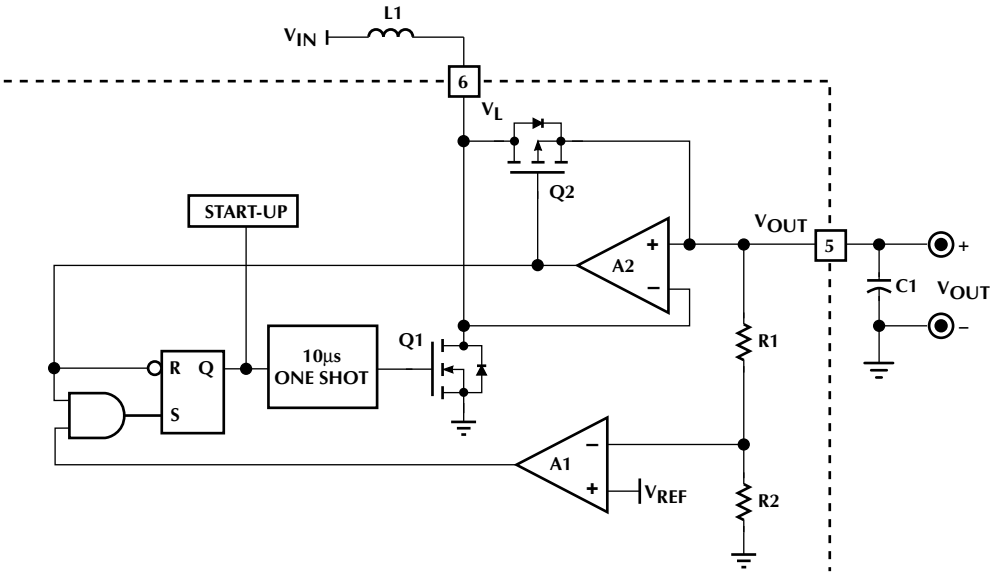 L1
VIN
6
VL
Q2
START-UP
VOUT
5
+
A2
+
−
C1
VOUT
−
Q1
R1
10µs
ONE SHOT
R Q
S
−
A1
+
VREF
R2